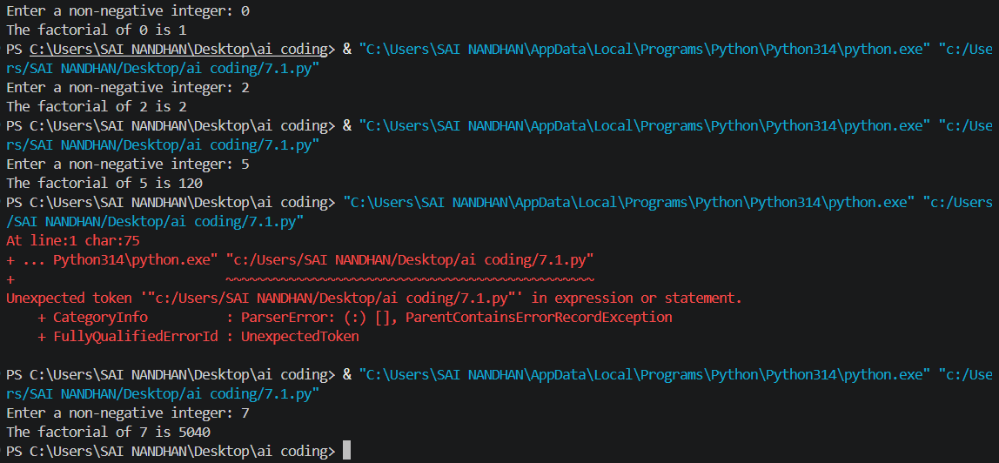 Enter a non-negative integer: 0
The factorial of 0 is 1
PS C:\Users\SAI NANDHAN\Desktop\ai coding> & "C:\Users\SAI NANDHAN\AppData\Local\Programs\Python\Python314\python.exe" "c:/Use
rs/SAI NANDHAN/Desktop/ai coding/7.1.py"
Enter a non-negative integer: 2
The factorial of 2 is 2
PS C:\Users\SAI NANDHAN\Desktop\ai coding> & "C:\Users\SAI NANDHAN\AppData\Local\Programs\Python\Python314\python.exe" "c:/Use
rs/SAI NANDHAN/Desktop/ai coding/7.1.py"
Enter a non-negative integer: 5
The factorial of 5 is 120
PS C:\Users\SAI NANDHAN\Desktop\ai coding> "C:\Users\SAI NANDHAN\AppData\Local\Programs\Python\Python314\python.exe" "c:/Users
/SAI NANDHAN/Desktop/ai coding/7.1.py"
At line:1 char:75
+ ... Python314\python.exe" "c:/Users/SAI NANDHAN/Desktop/ai coding/7.1.py"
+                           ~~~~~~~~~~~~~~~~~~~~~~~~~~~~~~~~~~~~~~~~~~~~~~~
Unexpected token '"c:/Users/SAI NANDHAN/Desktop/ai coding/7.1.py"' in expression or statement.
    + CategoryInfo          : ParserError: (:) [], ParentContainsErrorRecordException
    + FullyQualifiedErrorId : UnexpectedToken

PS C:\Users\SAI NANDHAN\Desktop\ai coding> & "C:\Users\SAI NANDHAN\AppData\Local\Programs\Python\Python314\python.exe" "c:/Use
rs/SAI NANDHAN/Desktop/ai coding/7.1.py"
Enter a non-negative integer: 7
The factorial of 7 is 5040
PS C:\Users\SAI NANDHAN\Desktop\ai coding>